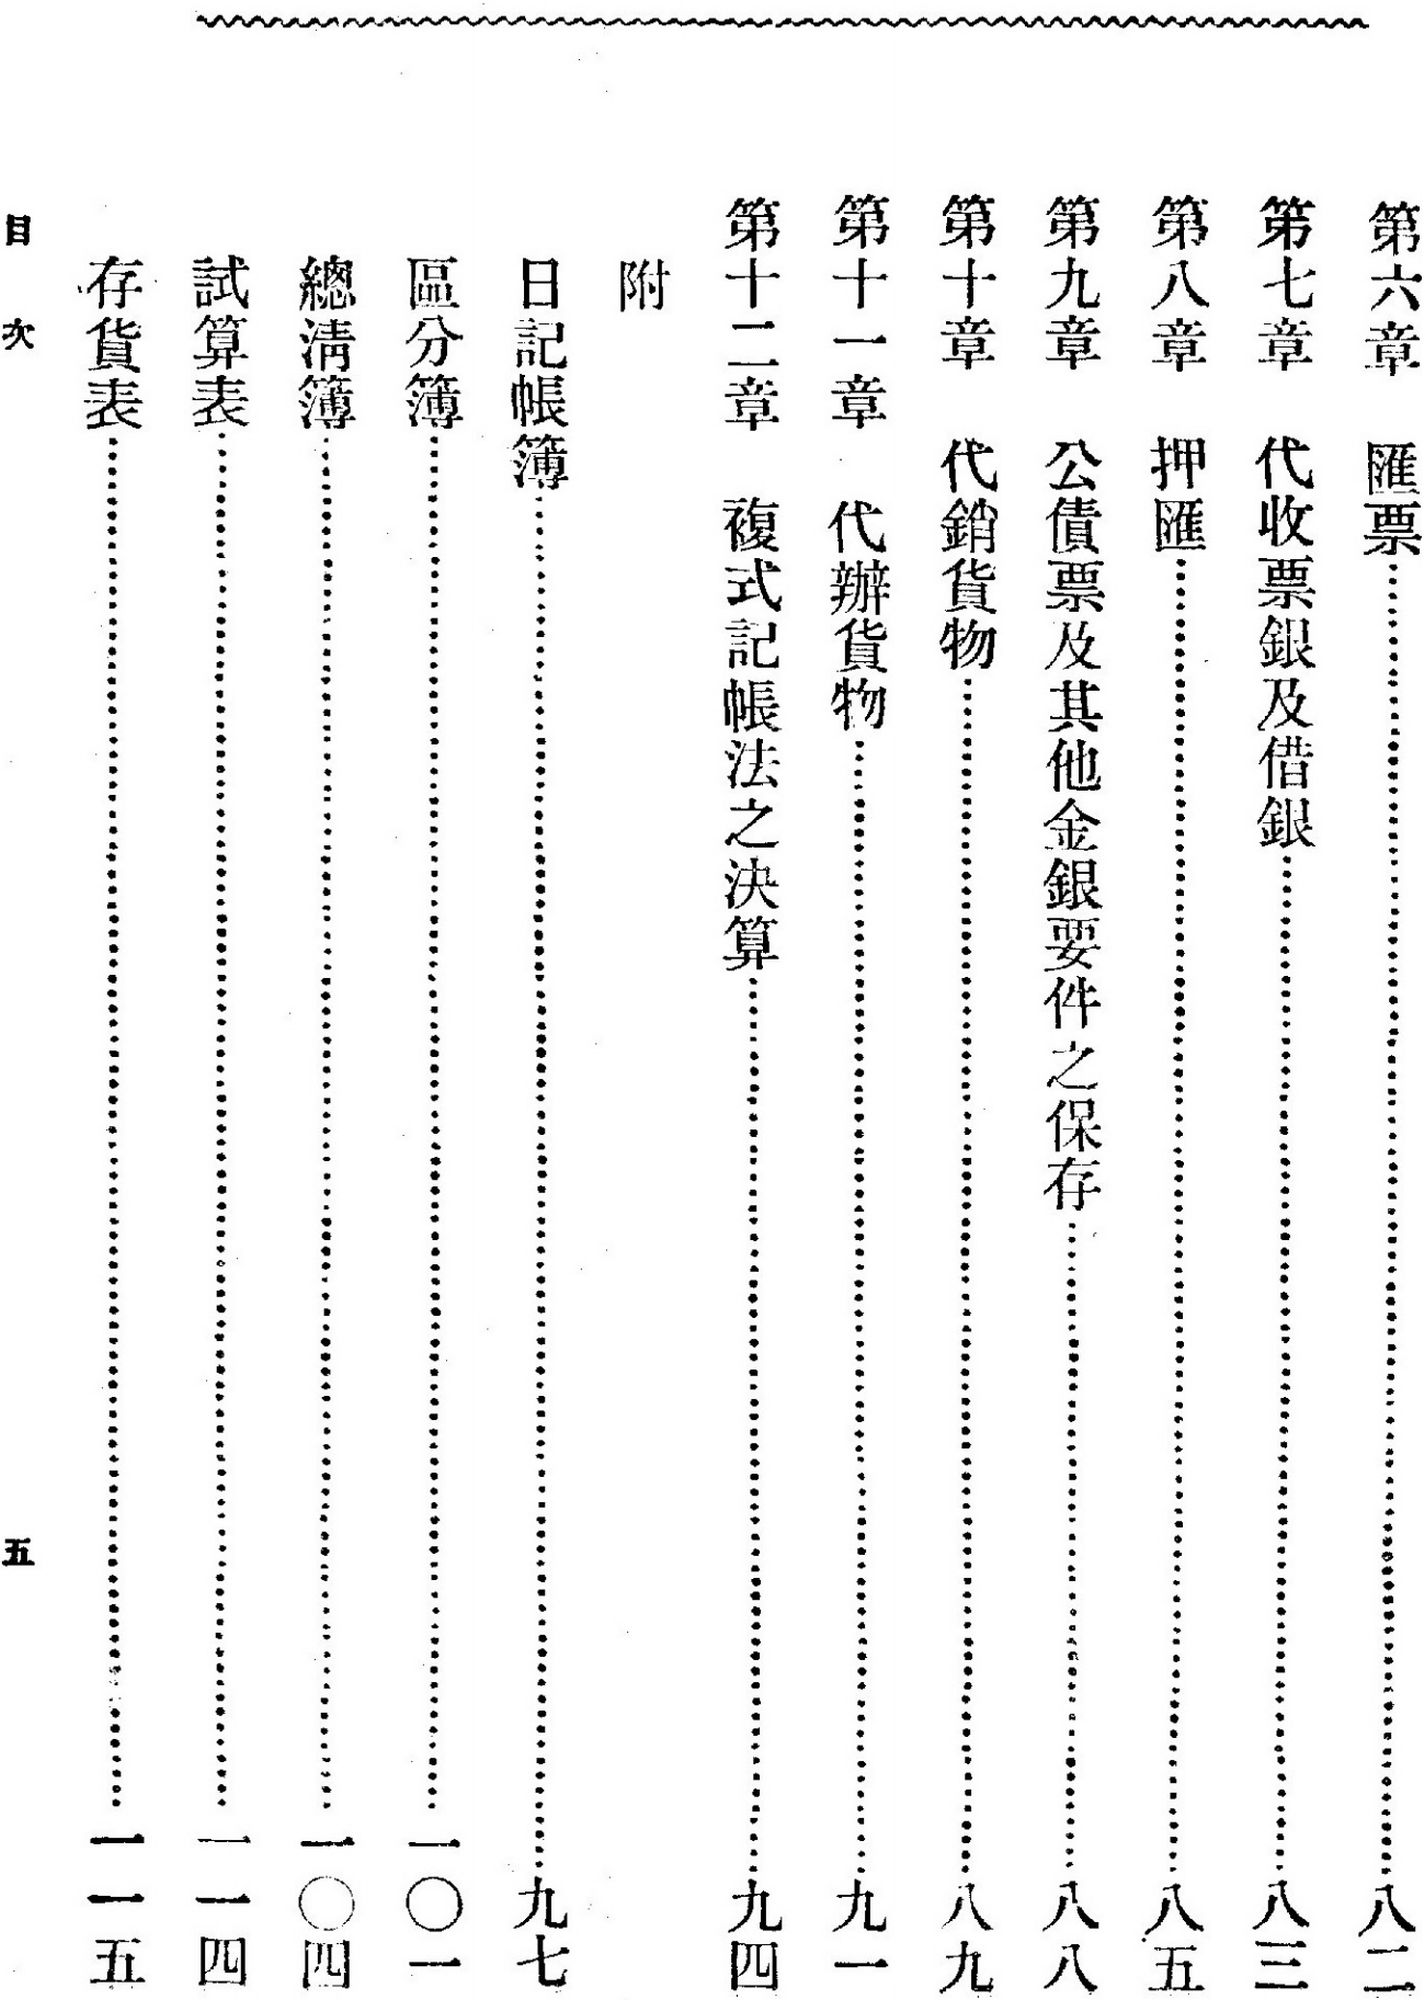 第六章　匯票……八二
第七章　代收票銀及借銀……八三
第八章　押匯……八五
第九章　公債票及其他金銀要件之保存……八八
第十章　代銷貨物……八九
第十一章　代辦貨物……九一
第十二章　複式記帳法之決算……九四
附
日記帳簿……九七
區分簿……一〇一
總淸簿……一〇四
試算表……一一四
存貨表……一一五
目次　五